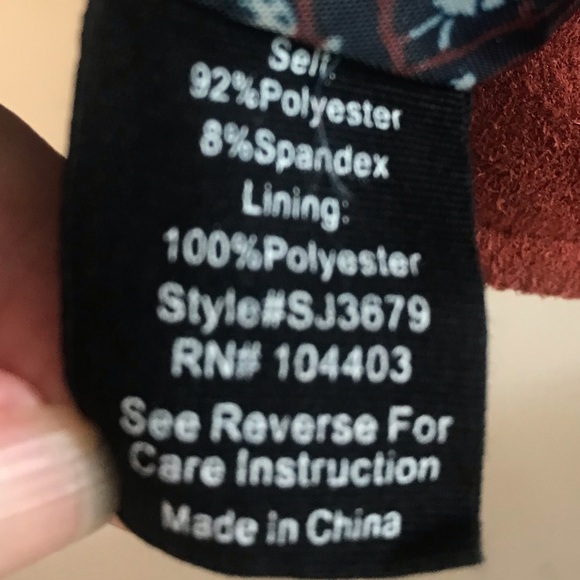 Self:
92%Polyester
8%Spandex
Lining:
100%Polyester
Style#SJ3679
RN# 104403
See Reverse For
Care Instruction
Made in China